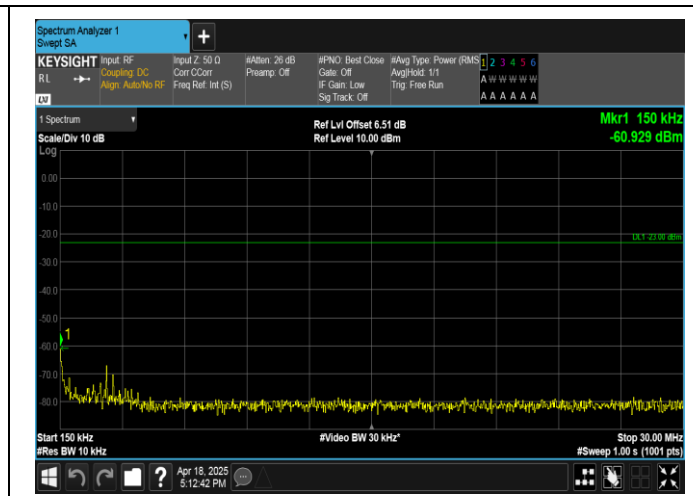 Spectrum Analyzer 1
Swept SA
+
KEYSIGHT
RL
LXI
Input: RF
Coupling: DC
Align: Auto/No RF
Input Z: 50 Ω
Corr CCorr
Freq Ref: Int (S)
#Atten: 26 dB
Preamp: Off
#PNO: Best Close
Gate: Off
IF Gain: Low
Sig Track: Off
#Avg Type: Power (RMS
Avg|Hold: 1/1
Trig: Free Run
1 2 3 4 5 6
A W W W W W
A A A A A A
1 Spectrum
Scale/Div 10 dB
Log
Ref Lvl Offset 6.51 dB
Ref Level 10.00 dBm
Mkr1 150 kHz
-60.929 dBm
0.00
-10.0
-20.0
DL1 -23.00 dBm
-30.0
-40.0
-50.0
1
-60.0
-70.0
-80.0
Start 150 kHz
#Res BW 10 kHz
#Video BW 30 kHz*
Stop 30.00 MHz
#Sweep 1.00 s (1001 pts)
?
Apr 18, 2025
5:12:42 PM